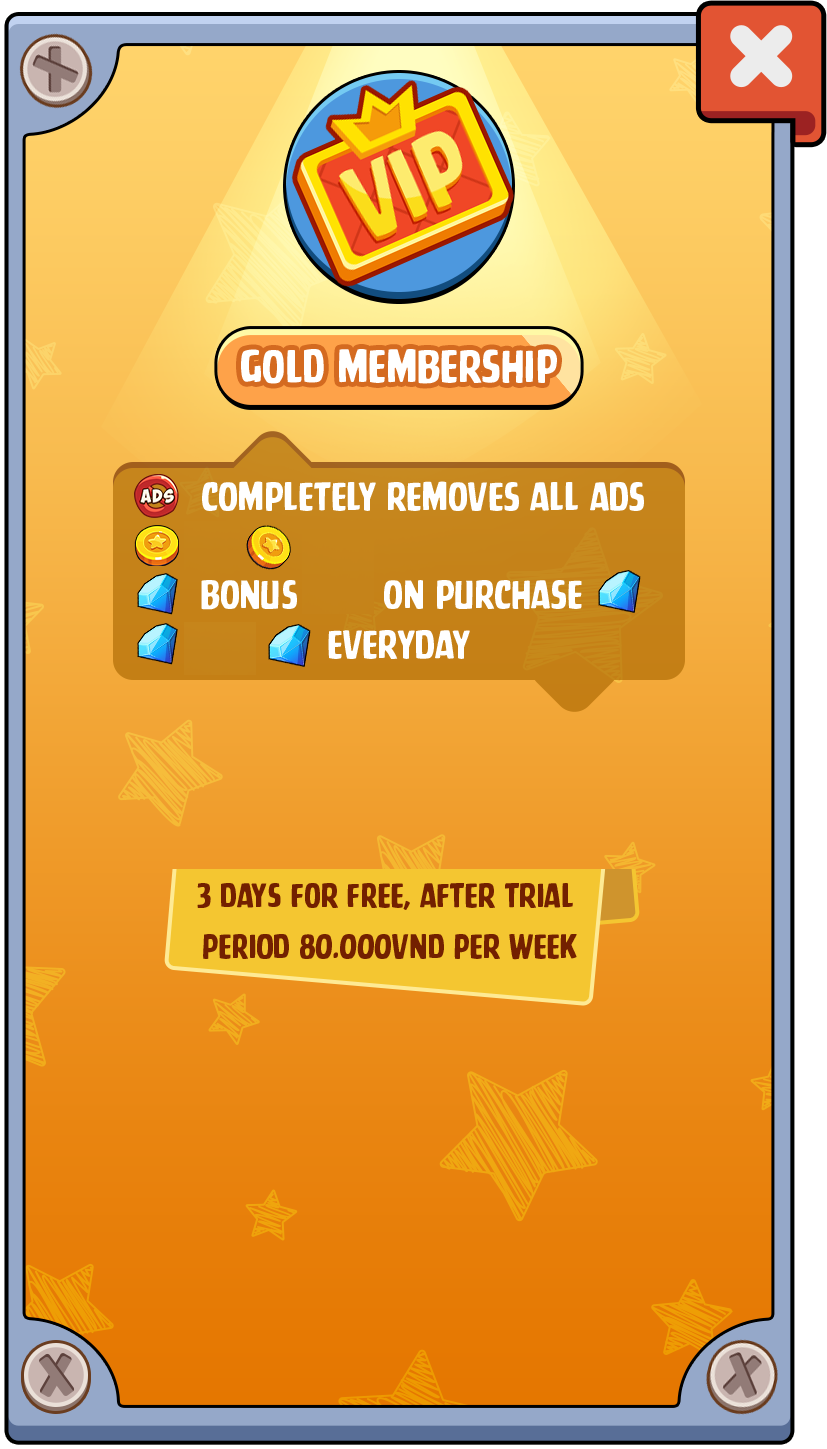 VIP
GOLD MEMBERSHIP
ADS COMPLETELY REMOVES ALL ADS
BONUS ON PURCHASE
EVERYDAY
3 DAYS FOR FREE, AFTER TRIAL
PERIOD 80.000VND PER WEEK